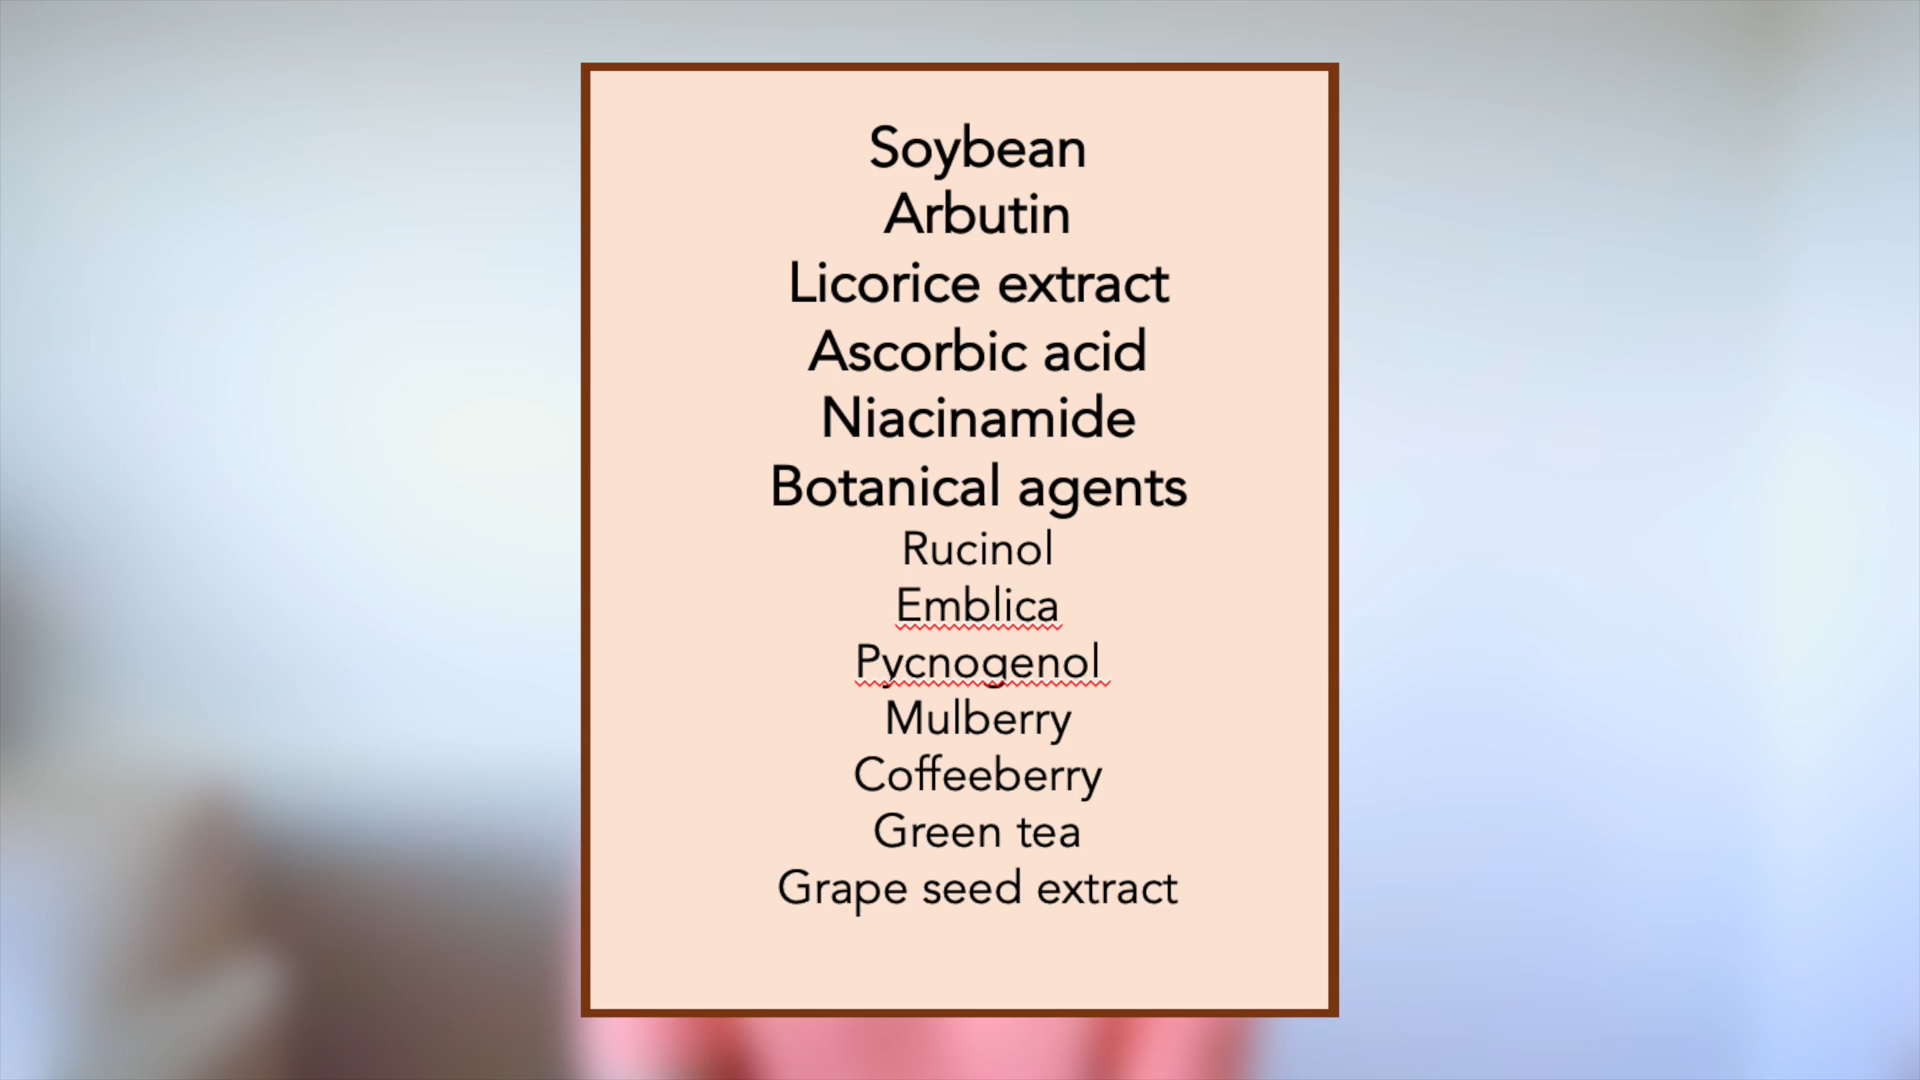 Soybean
Arbutin
Licorice extract
Ascorbic acid
Niacinamide
Botanical agents
Rucinol
Emblica
Pycnogenol
Mulberry
Coffeeberry
Green tea
Grape seed extract